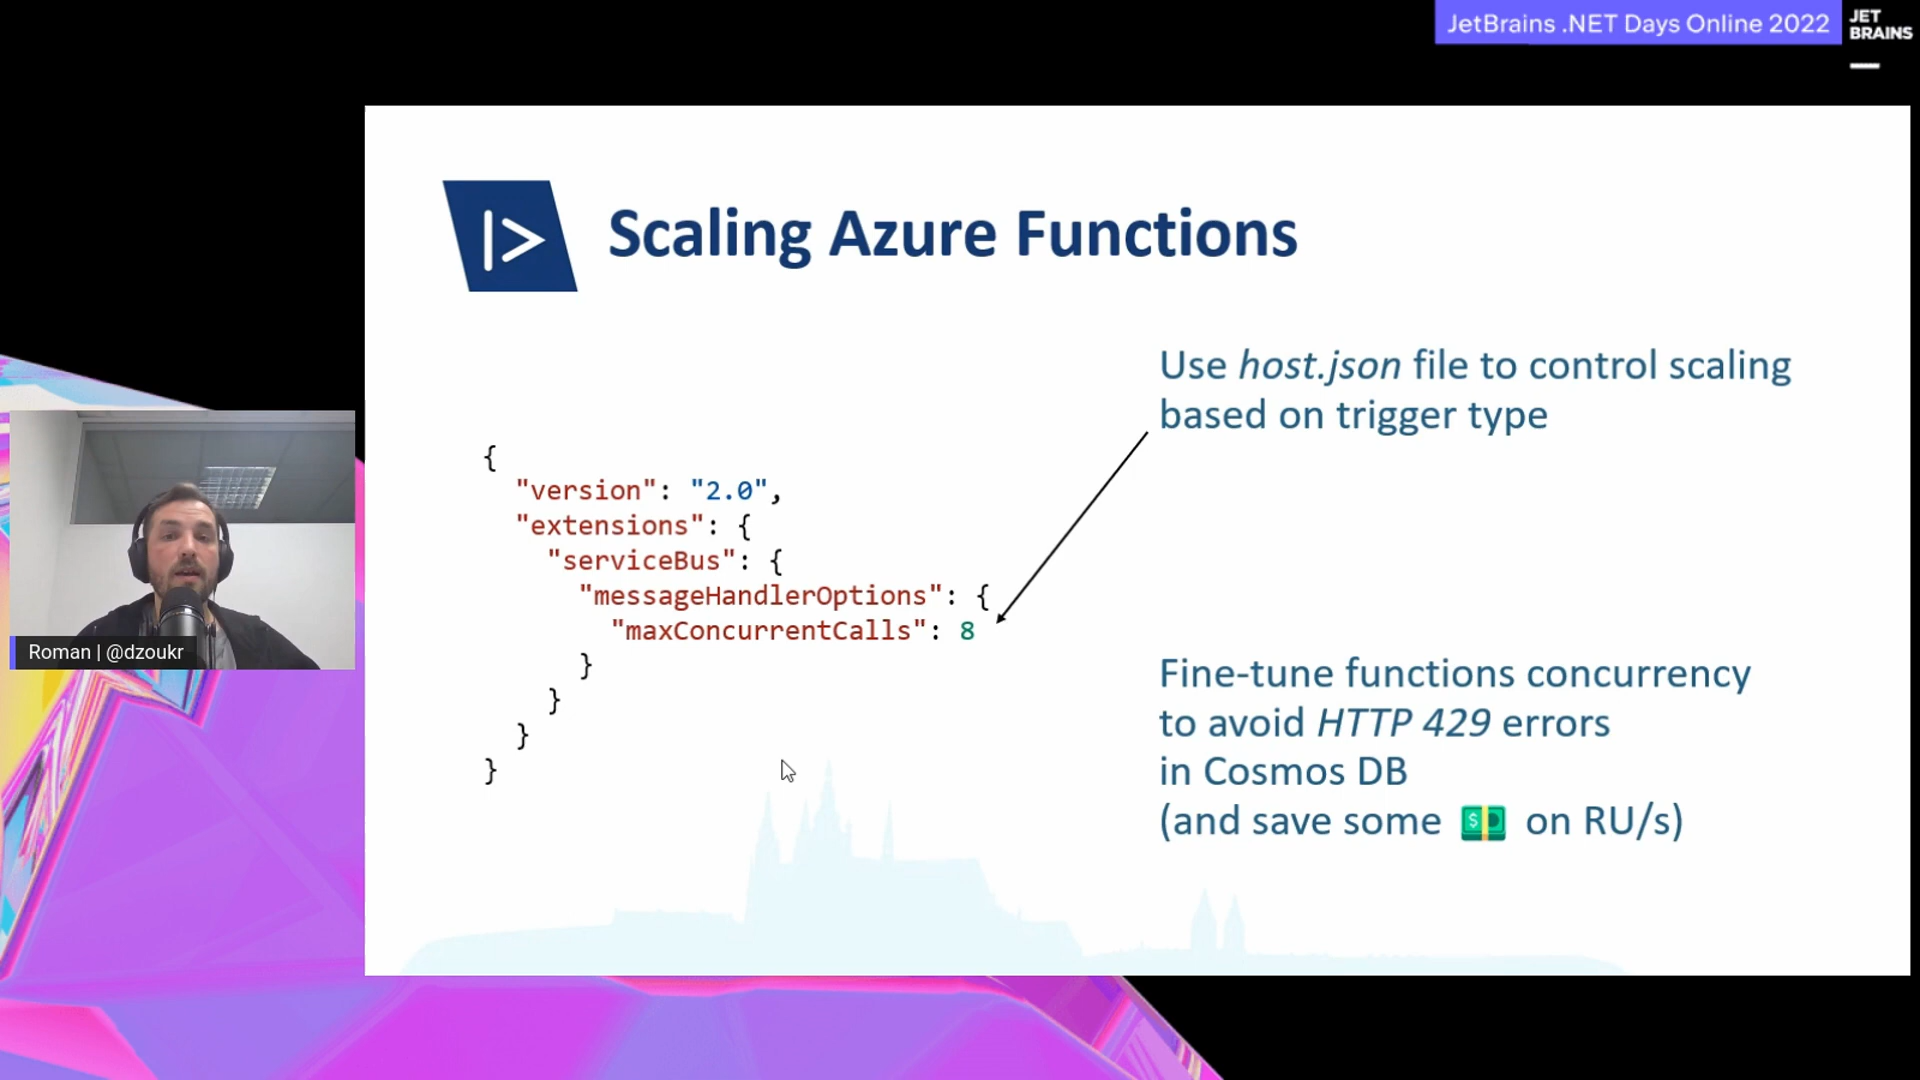 JetBrains .NET Days Online 2022
JET
BRAINS
|> Scaling Azure Functions
Use host.json file to control scaling
based on trigger type
{
"version": "2.0",
"extensions": {
"serviceBus": {
"messageHandlerOptions": {
"maxConcurrentCalls": 8
}
}
}
}
Fine-tune functions concurrency
to avoid HTTP 429 errors
in Cosmos DB
(and save some 💵 on RU/s)
Roman | @dzoukr